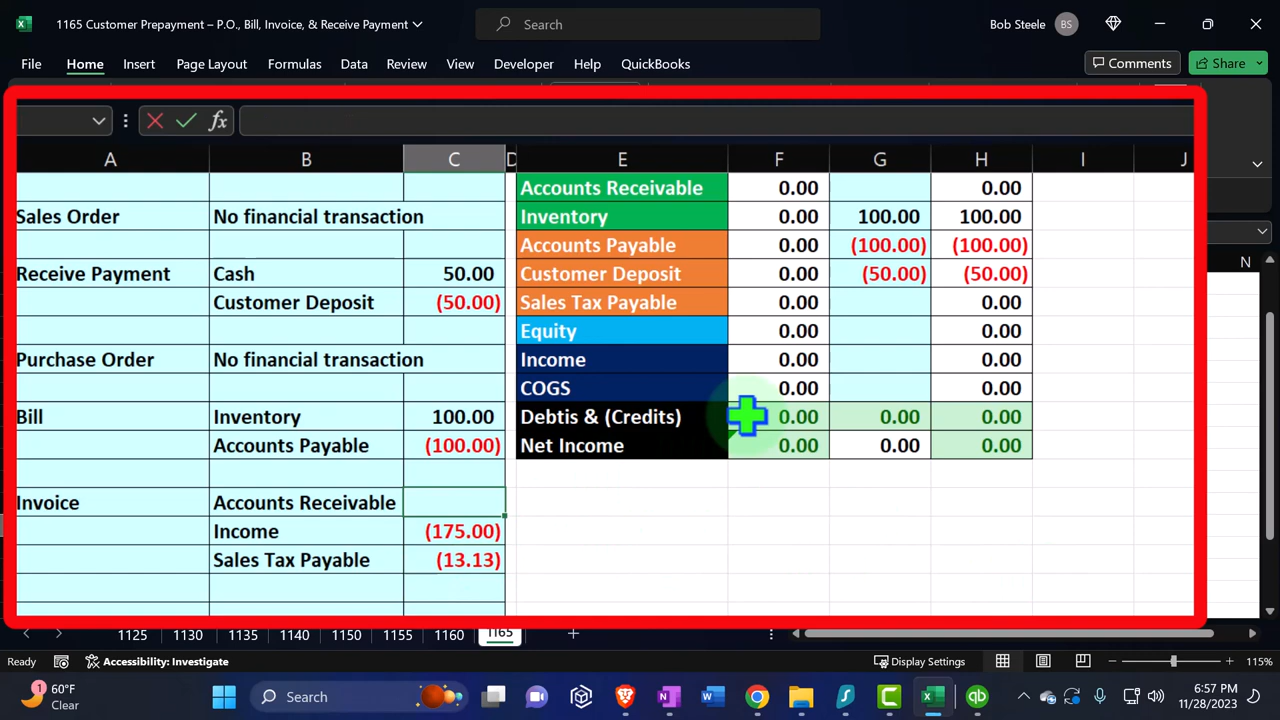 1165 Customer Prepayment – P.O., Bill, Invoice, & Receive Payment
Search
Bob Steele
BS
File Home Insert Page Layout Formulas Data Review View Developer Help QuickBooks
Comments
Share
fx
A B C D E F G H I J
N
Accounts Receivable 0.00 0.00
Sales Order No financial transaction Inventory 0.00 100.00 100.00
Accounts Payable 0.00 (100.00) (100.00)
Receive Payment Cash 50.00 Customer Deposit 0.00 (50.00) (50.00)
Customer Deposit (50.00) Sales Tax Payable 0.00 0.00
Equity 0.00 0.00
Purchase Order No financial transaction Income 0.00 0.00
COGS 0.00 0.00
Bill Inventory 100.00 Debtis & (Credits) 0.00 0.00 0.00
Accounts Payable (100.00) Net Income 0.00 0.00 0.00
Invoice Accounts Receivable
Income (175.00)
Sales Tax Payable (13.13)
1125 1130 1135 1140 1150 1155 1160 1165
Ready Accessibility: Investigate Display Settings 115%
1
60°F
Clear
Search
6:57 PM
11/28/2023